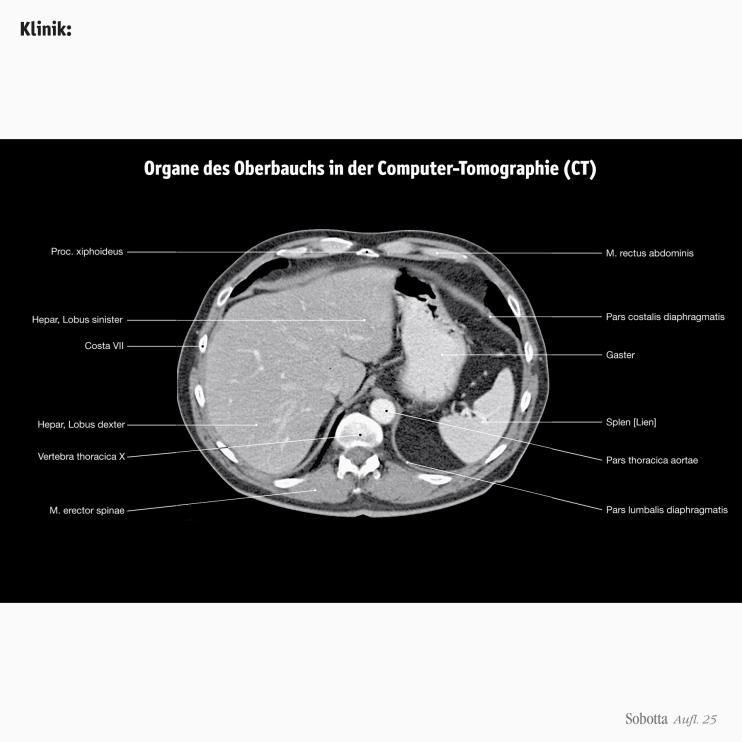 Klinik:
Organe des Oberbauchs in der Computer-Tomographie (CT)
Proc. xiphoideus
Hepar, Lobus sinister
Costa VII
Hepar, Lobus dexter
Vertebra thoracica X
M. erector spinae
M. rectus abdominis
Pars costalis diaphragmatis
Gaster
Splen [Lien]
Pars thoracica aortae
Pars lumbalis diaphragmatis
Sobotta Aufl. 25